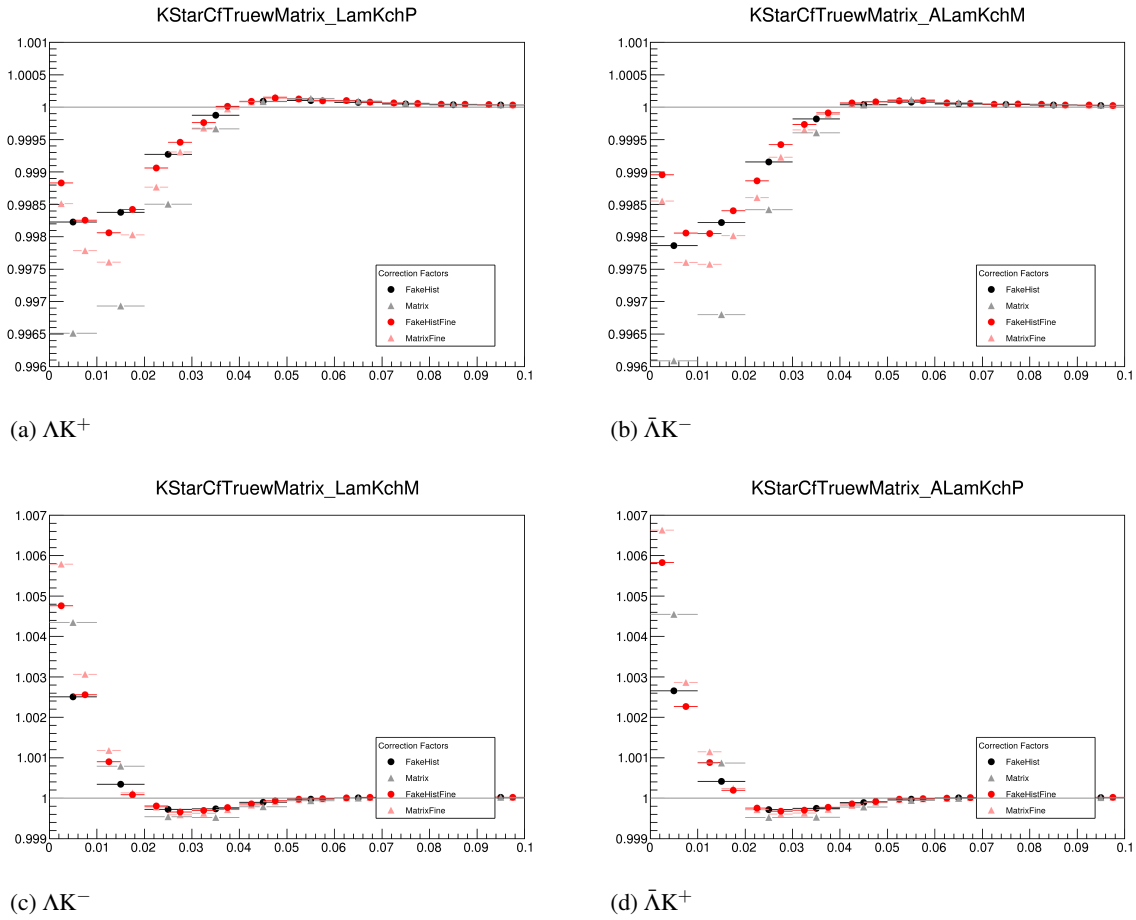 KStarCfTruewMatrix_LamKchP
1.001
1.0005
1
0.9995
0.999
0.9985
0.998
0.9975
0.997
0.9965
0.996
0 0.01 0.02 0.03 0.04 0.05 0.06 0.07 0.08 0.09 0.1
Correction Factors
FakeHist
Matrix
FakeHistFine
MatrixFine
(a) ΛK⁺
KStarCfTruewMatrix_ALamKchM
1.001
1.0005
1
0.9995
0.999
0.9985
0.998
0.9975
0.997
0.9965
0.996
0 0.01 0.02 0.03 0.04 0.05 0.06 0.07 0.08 0.09 0.1
Correction Factors
FakeHist
Matrix
FakeHistFine
MatrixFine
(b) Λ̄K⁻
KStarCfTruewMatrix_LamKchM
1.007
1.006
1.005
1.004
1.003
1.002
1.001
1
0.999
0 0.01 0.02 0.03 0.04 0.05 0.06 0.07 0.08 0.09 0.1
Correction Factors
FakeHist
Matrix
FakeHistFine
MatrixFine
(c) ΛK⁻
KStarCfTruewMatrix_ALamKchP
1.007
1.006
1.005
1.004
1.003
1.002
1.001
1
0.999
0 0.01 0.02 0.03 0.04 0.05 0.06 0.07 0.08 0.09 0.1
Correction Factors
FakeHist
Matrix
FakeHistFine
MatrixFine
(d) Λ̄K⁺